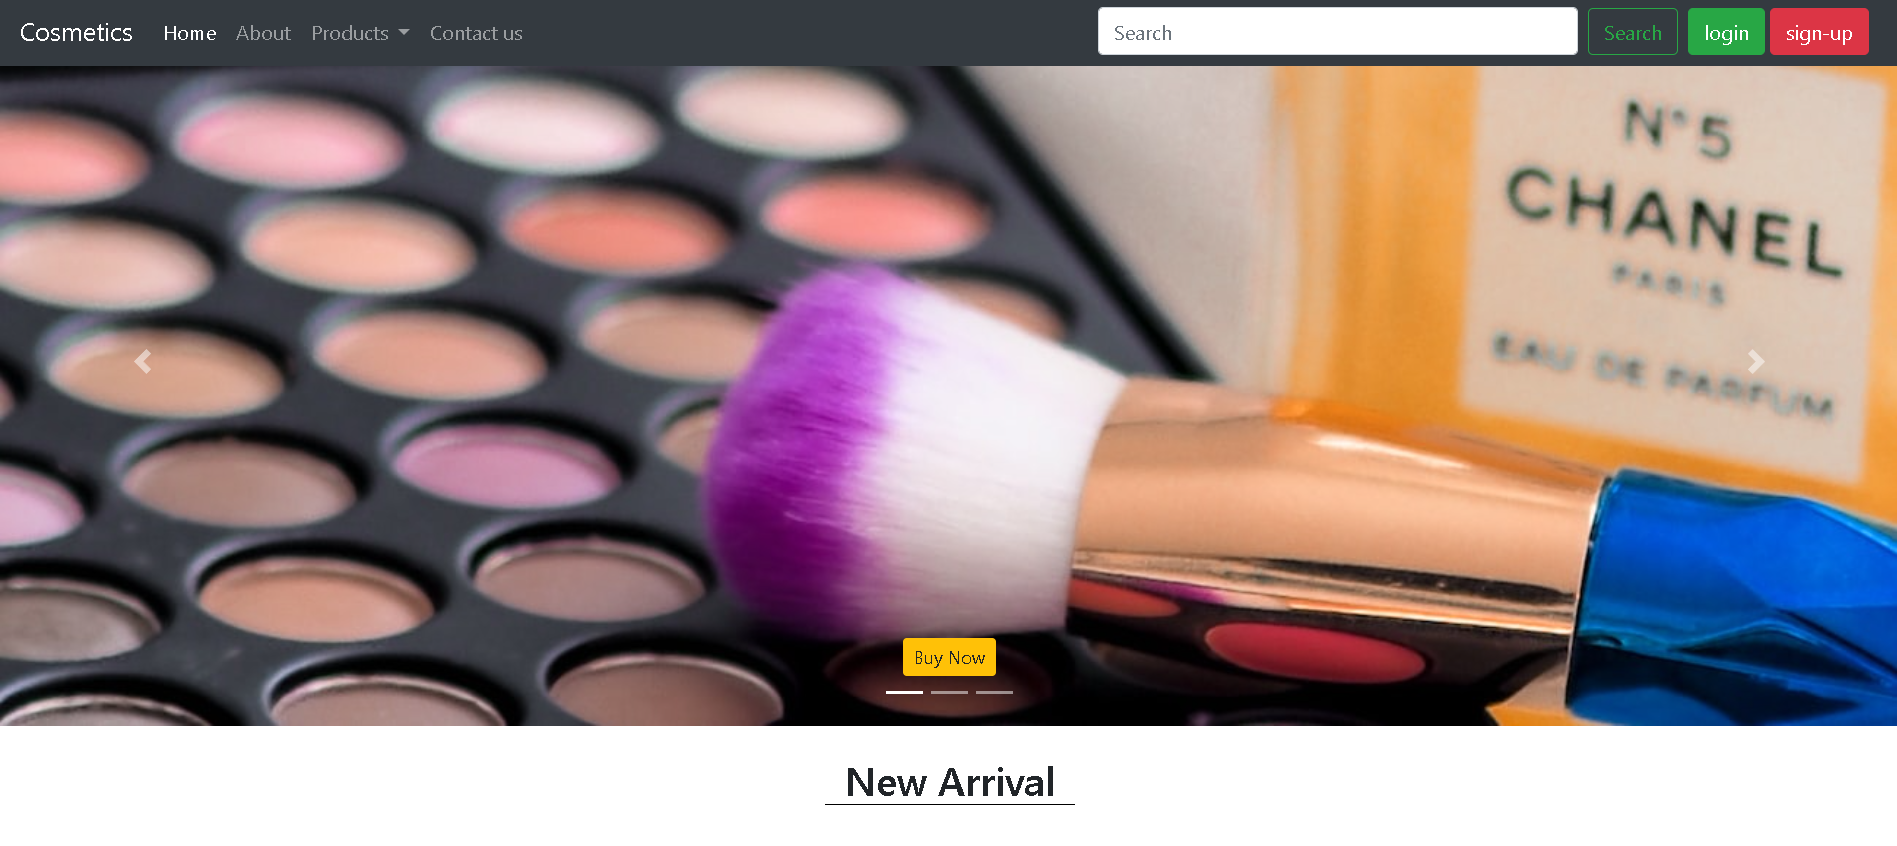 Cosmetics Home About Products Contact us Search Search login sign-up
N°5
CHANEL
PARIS
EAU DE PARFUM
Buy Now
New Arrival